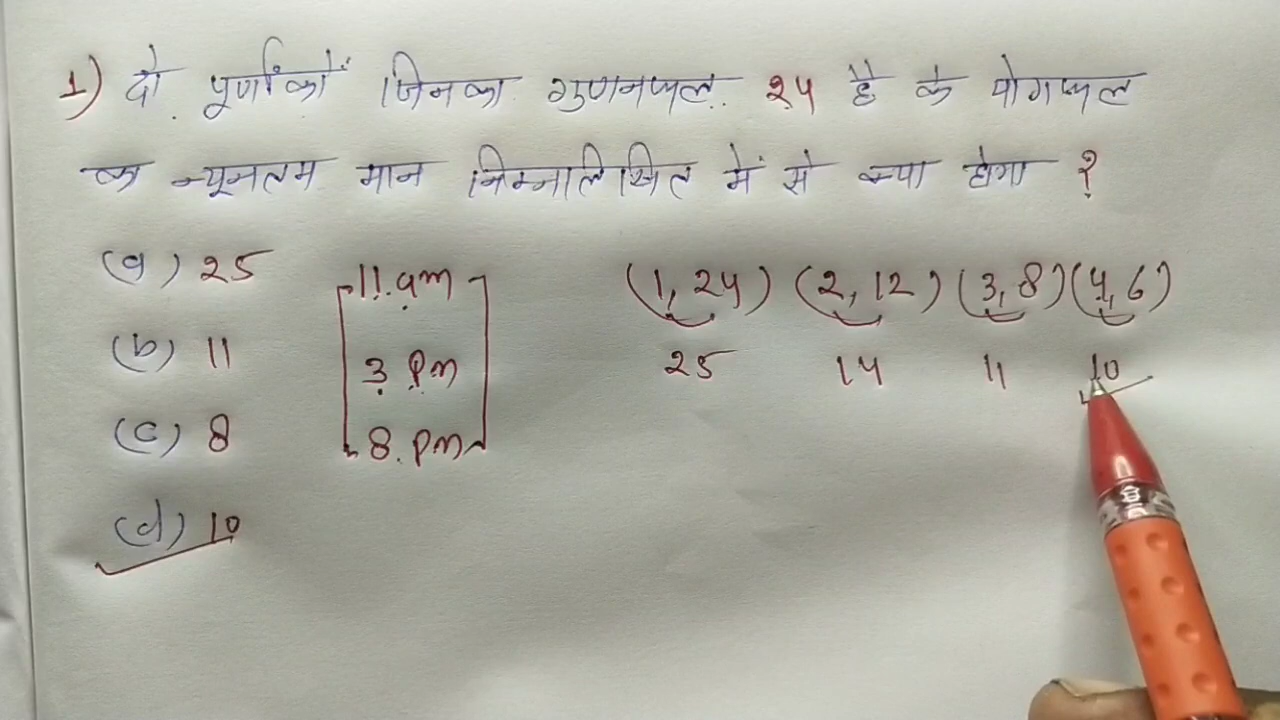 1) दो पूर्णांकों जिनका गुणनफल 24 है के योगफल
का न्यूनतम मान निम्नलिखित में से क्या होगा ?
(a) 25
(b) 11
(c) 8
(d) 10
11.am
3 pm
8.pm
(1, 24) (2, 12) (3, 8) (4, 6)
25 14 11 10